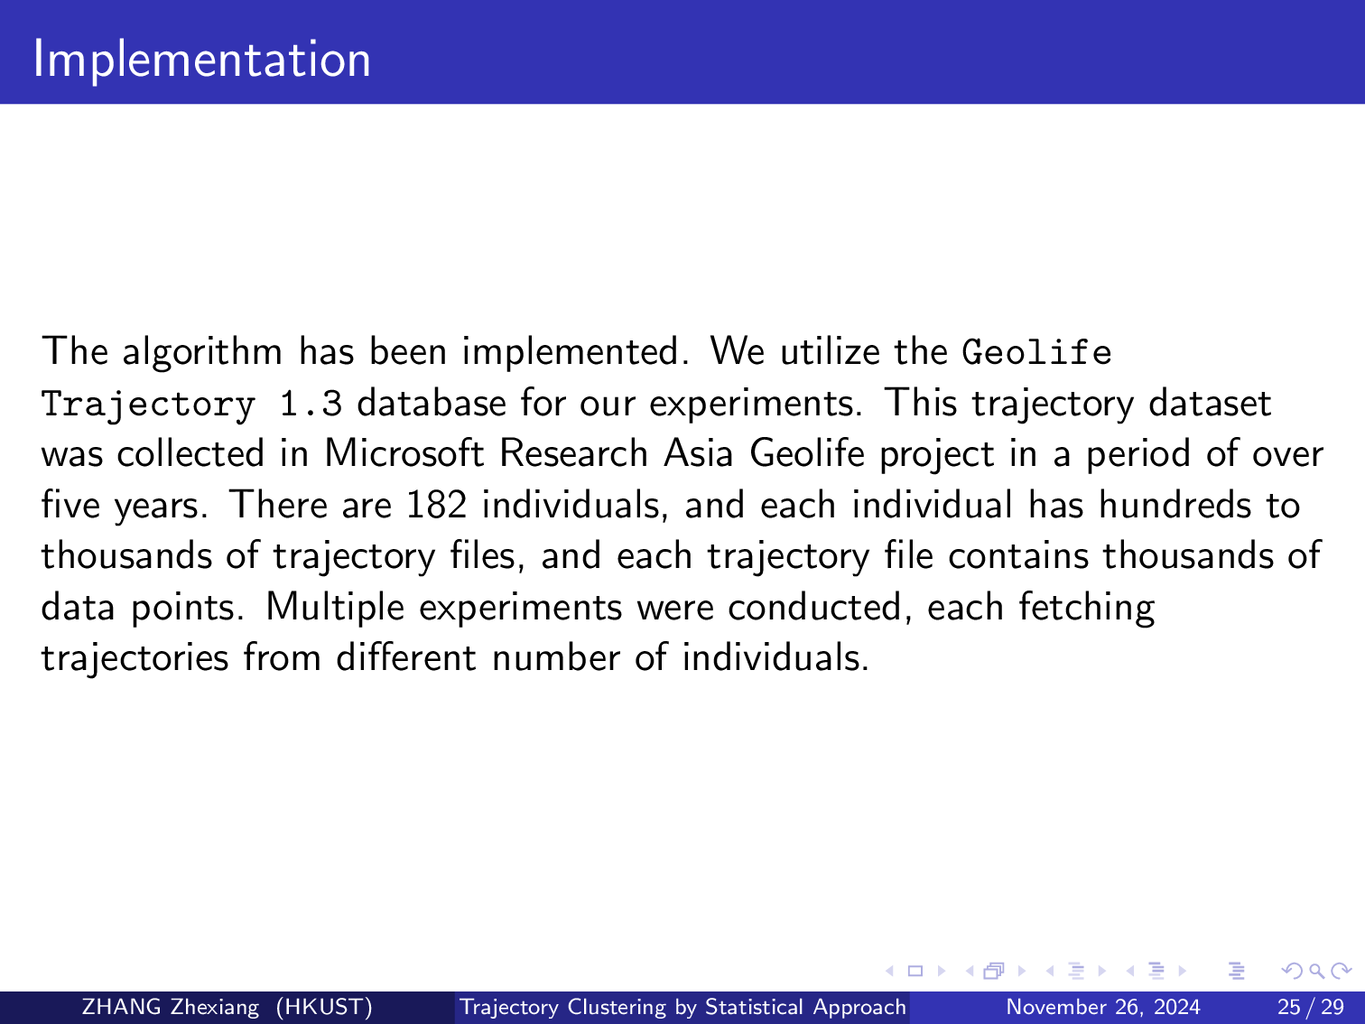 Implementation
The algorithm has been implemented. We utilize the Geolife
Trajectory 1.3 database for our experiments. This trajectory dataset
was collected in Microsoft Research Asia Geolife project in a period of over
five years. There are 182 individuals, and each individual has hundreds to
thousands of trajectory files, and each trajectory file contains thousands of
data points. Multiple experiments were conducted, each fetching
trajectories from different number of individuals.
ZHANG Zhexiang (HKUST) Trajectory Clustering by Statistical Approach November 26, 2024 25 / 29